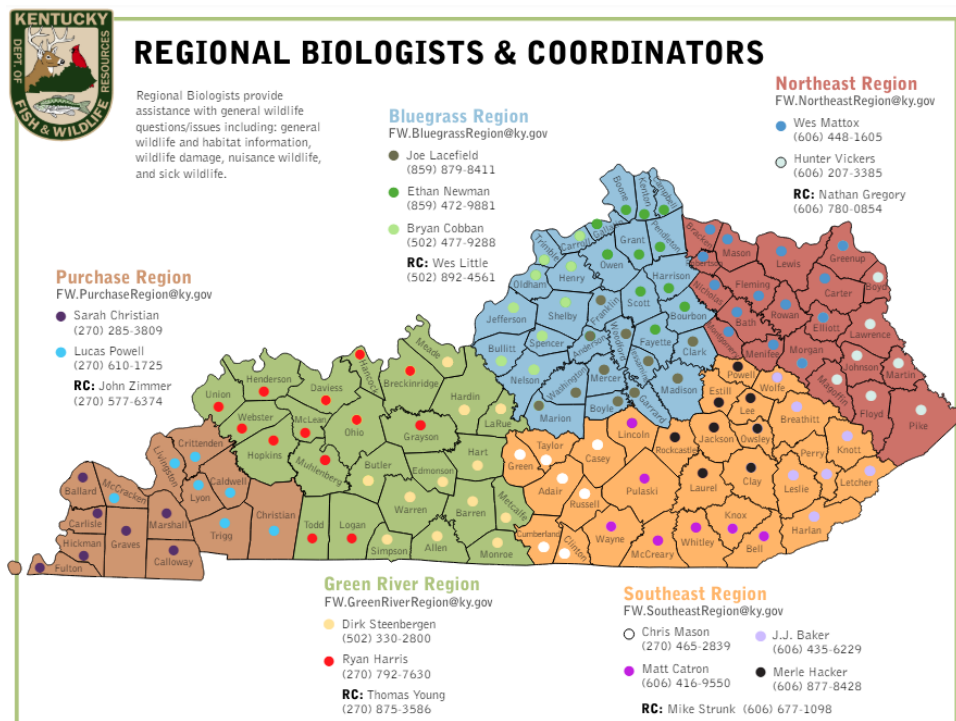 KENTUCKY
DEPT. OF
FISH & WILDLIFE
RESOURCES
REGIONAL BIOLOGISTS & COORDINATORS
Regional Biologists provide
assistance with general wildlife
questions/issues including: general
wildlife and habitat information,
wildlife damage, nuisance wildlife,
and sick wildlife.
Bluegrass Region
FW.BluegrassRegion@ky.gov
Joe Lacefield
(859) 879-8411
Ethan Newman
(859) 472-9881
Bryan Cobban
(502) 477-9288
RC: Wes Little
(502) 892-4561
Northeast Region
FW.NortheastRegion@ky.gov
Wes Mattox
(606) 448-1605
Hunter Vickers
(606) 207-3385
RC: Nathan Gregory
(606) 780-0854
Purchase Region
FW.PurchaseRegion@ky.gov
Sarah Christian
(270) 285-3809
Lucas Powell
(270) 610-1725
RC: John Zimmer
(270) 577-6374
Boone
Kenton
Campbell
Gallatin
Carroll
Trimble
Grant
Pendleton
Owen
Henry
Oldham
Harrison
Scott
Franklin
Shelby
Jefferson
Bourbon
Fayette
Woodford
Anderson
Spencer
Bullitt
Clark
Jessamine
Nelson
Washington
Mercer
Madison
Marion
Boyle
Garrard
Bracken
Mason
Robertson
Lewis
Greenup
Fleming
Nicholas
Carter
Boyd
Rowan
Bath
Elliott
Lawrence
Montgomery
Menifee
Morgan
Johnson
Martin
Magoffin
Floyd
Pike
Meade
Hancock
Breckinridge
Daviess
Henderson
Union
Webster
McLean
Ohio
Hardin
Grayson
LaRue
Hopkins
Muhlenberg
Butler
Edmonson
Hart
Warren
Barren
Metcalfe
Todd
Logan
Simpson
Allen
Monroe
Crittenden
Livingston
Caldwell
Lyon
Ballard
McCracken
Carlisle
Marshall
Hickman
Graves
Trigg
Christian
Fulton
Calloway
Powell
Wolfe
Estill
Lee
Breathitt
Lincoln
Rockcastle
Jackson
Owsley
Taylor
Green
Casey
Perry
Knott
Adair
Pulaski
Laurel
Clay
Leslie
Letcher
Russell
Cumberland
Clinton
Wayne
McCreary
Whitley
Knox
Bell
Harlan
Green River Region
FW.GreenRiverRegion@ky.gov
Dirk Steenbergen
(502) 330-2800
Ryan Harris
(270) 792-7630
RC: Thomas Young
(270) 875-3586
Southeast Region
FW.SoutheastRegion@ky.gov
Chris Mason
(270) 465-2839
Matt Catron
(606) 416-9550
J.J. Baker
(606) 435-6229
Merle Hacker
(606) 877-8428
RC: Mike Strunk (606) 677-1098